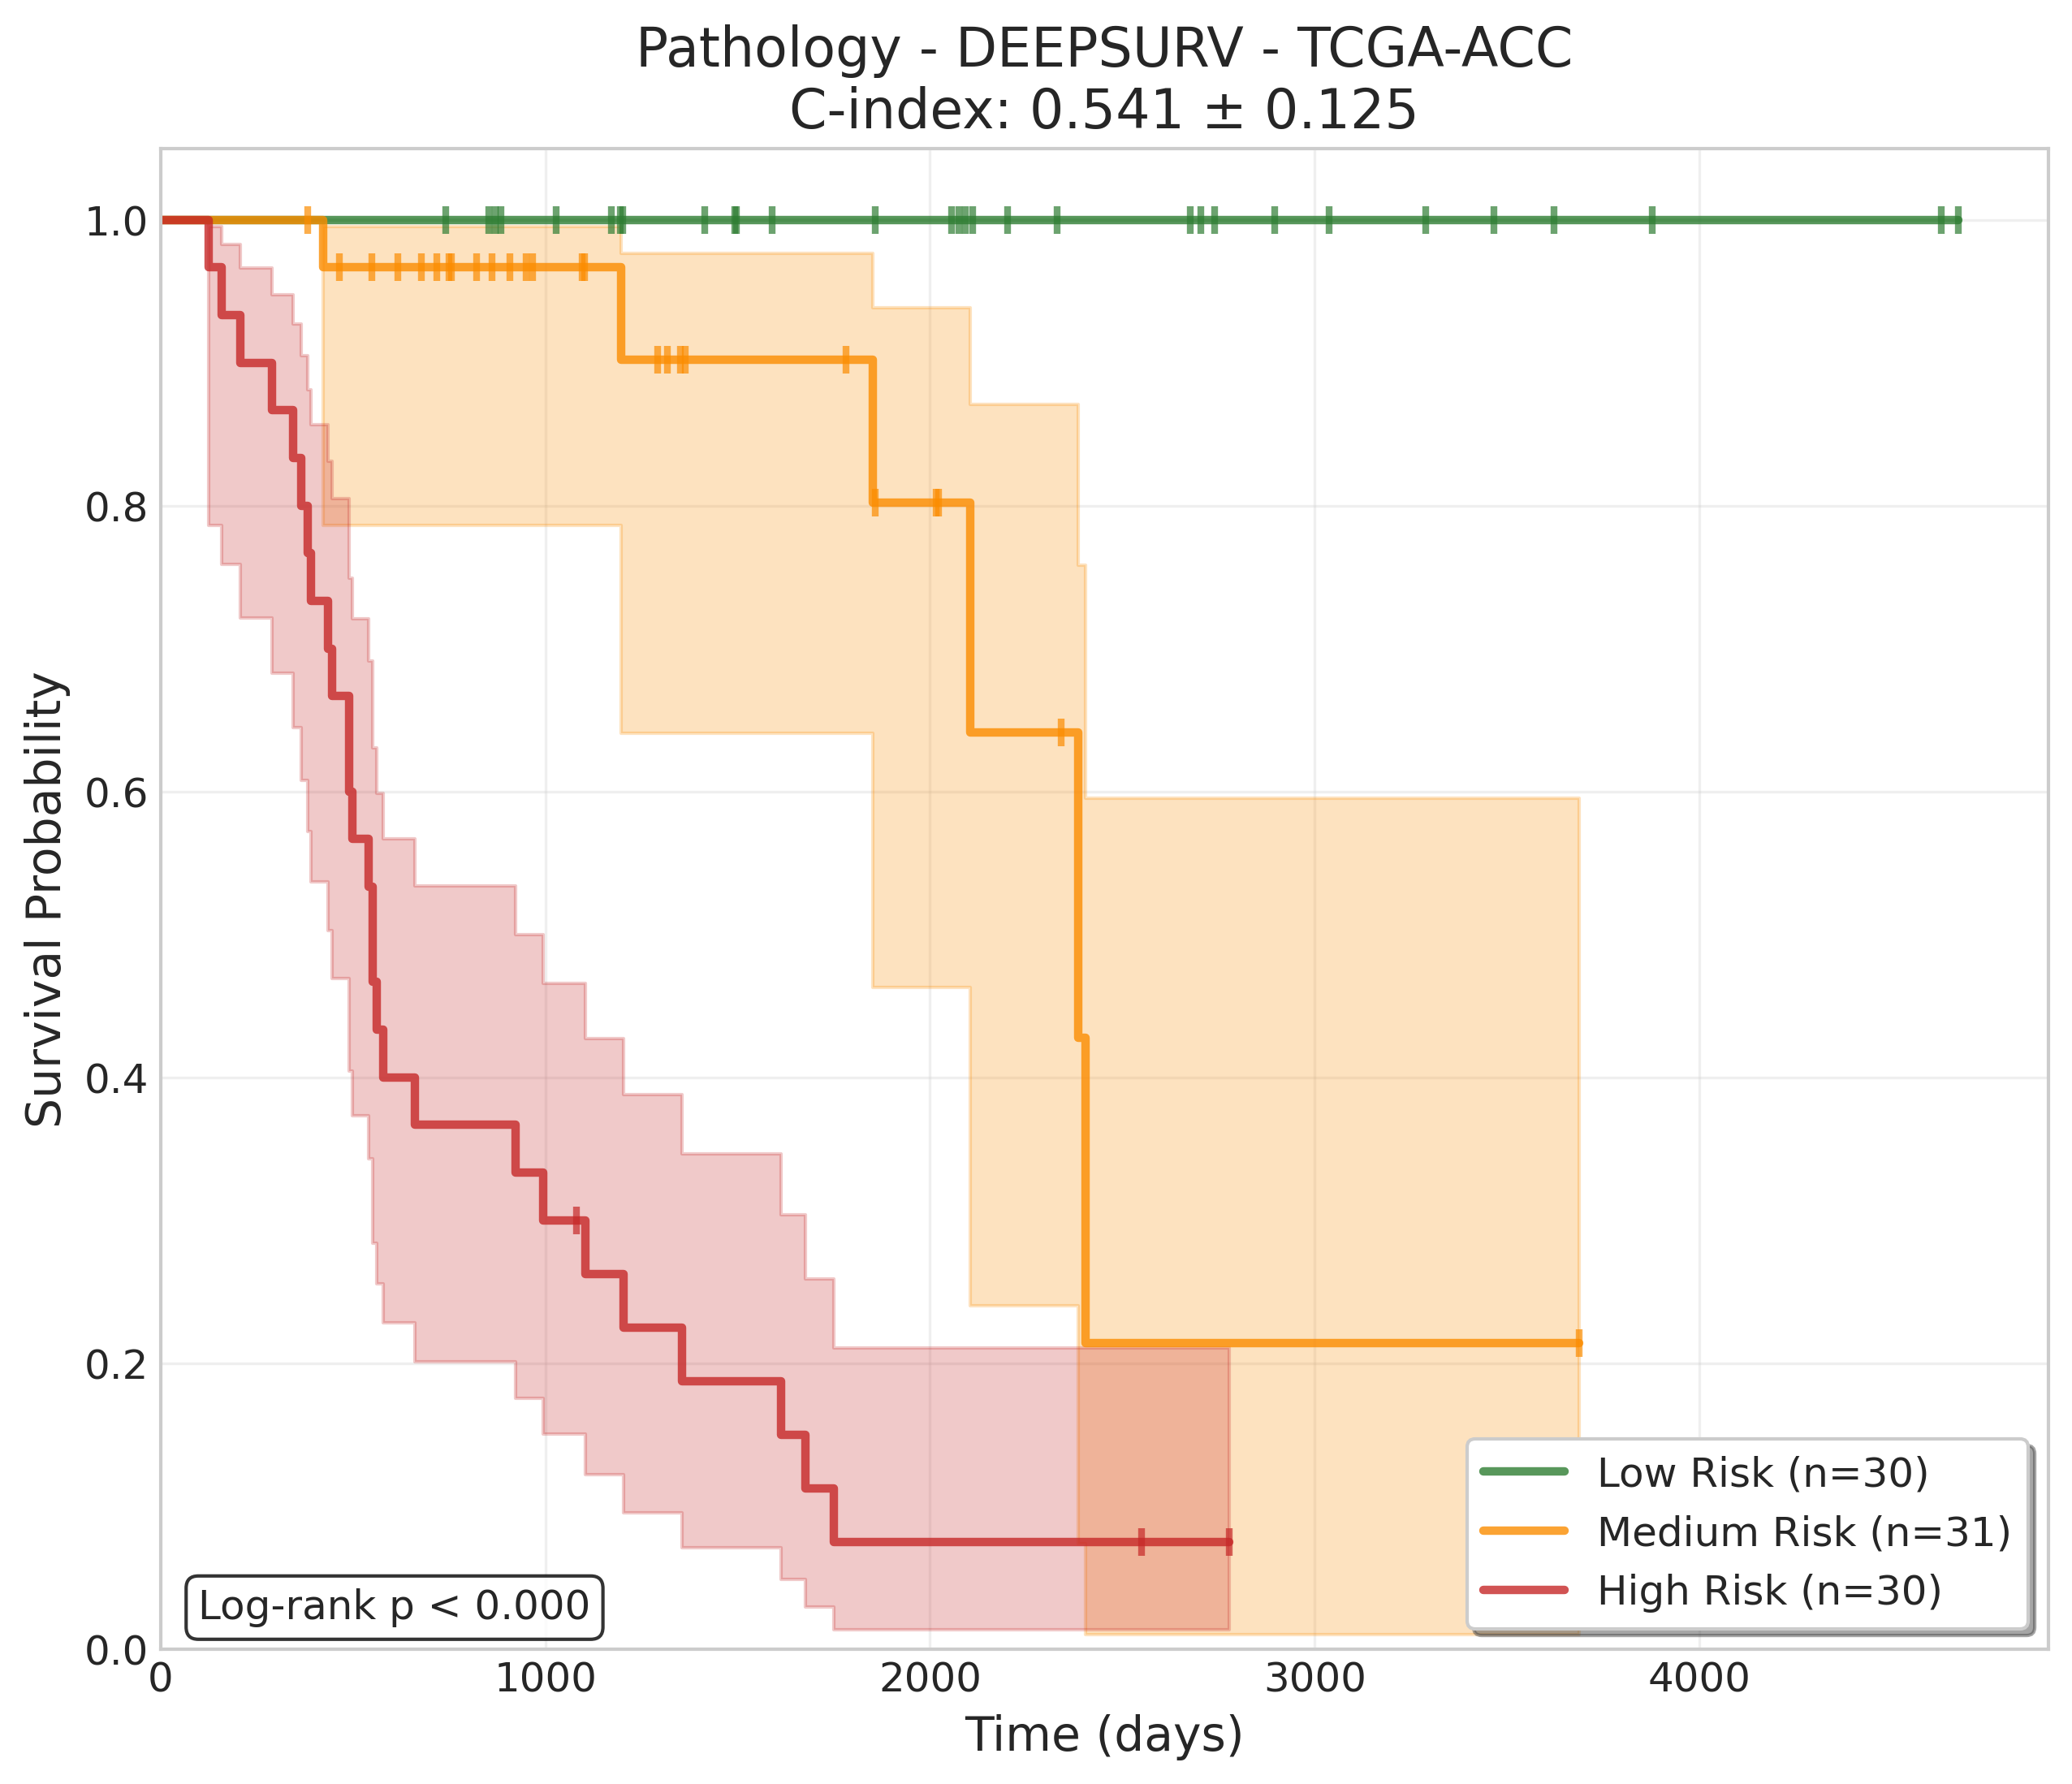 Pathology - DEEPSURV - TCGA-ACC
C-index: 0.541 ± 0.125
Survival Probability
1.0
0.8
0.6
0.4
0.2
0.0
0
1000
2000
3000
4000
Time (days)
Log-rank p < 0.000
Low Risk (n=30)
Medium Risk (n=31)
High Risk (n=30)